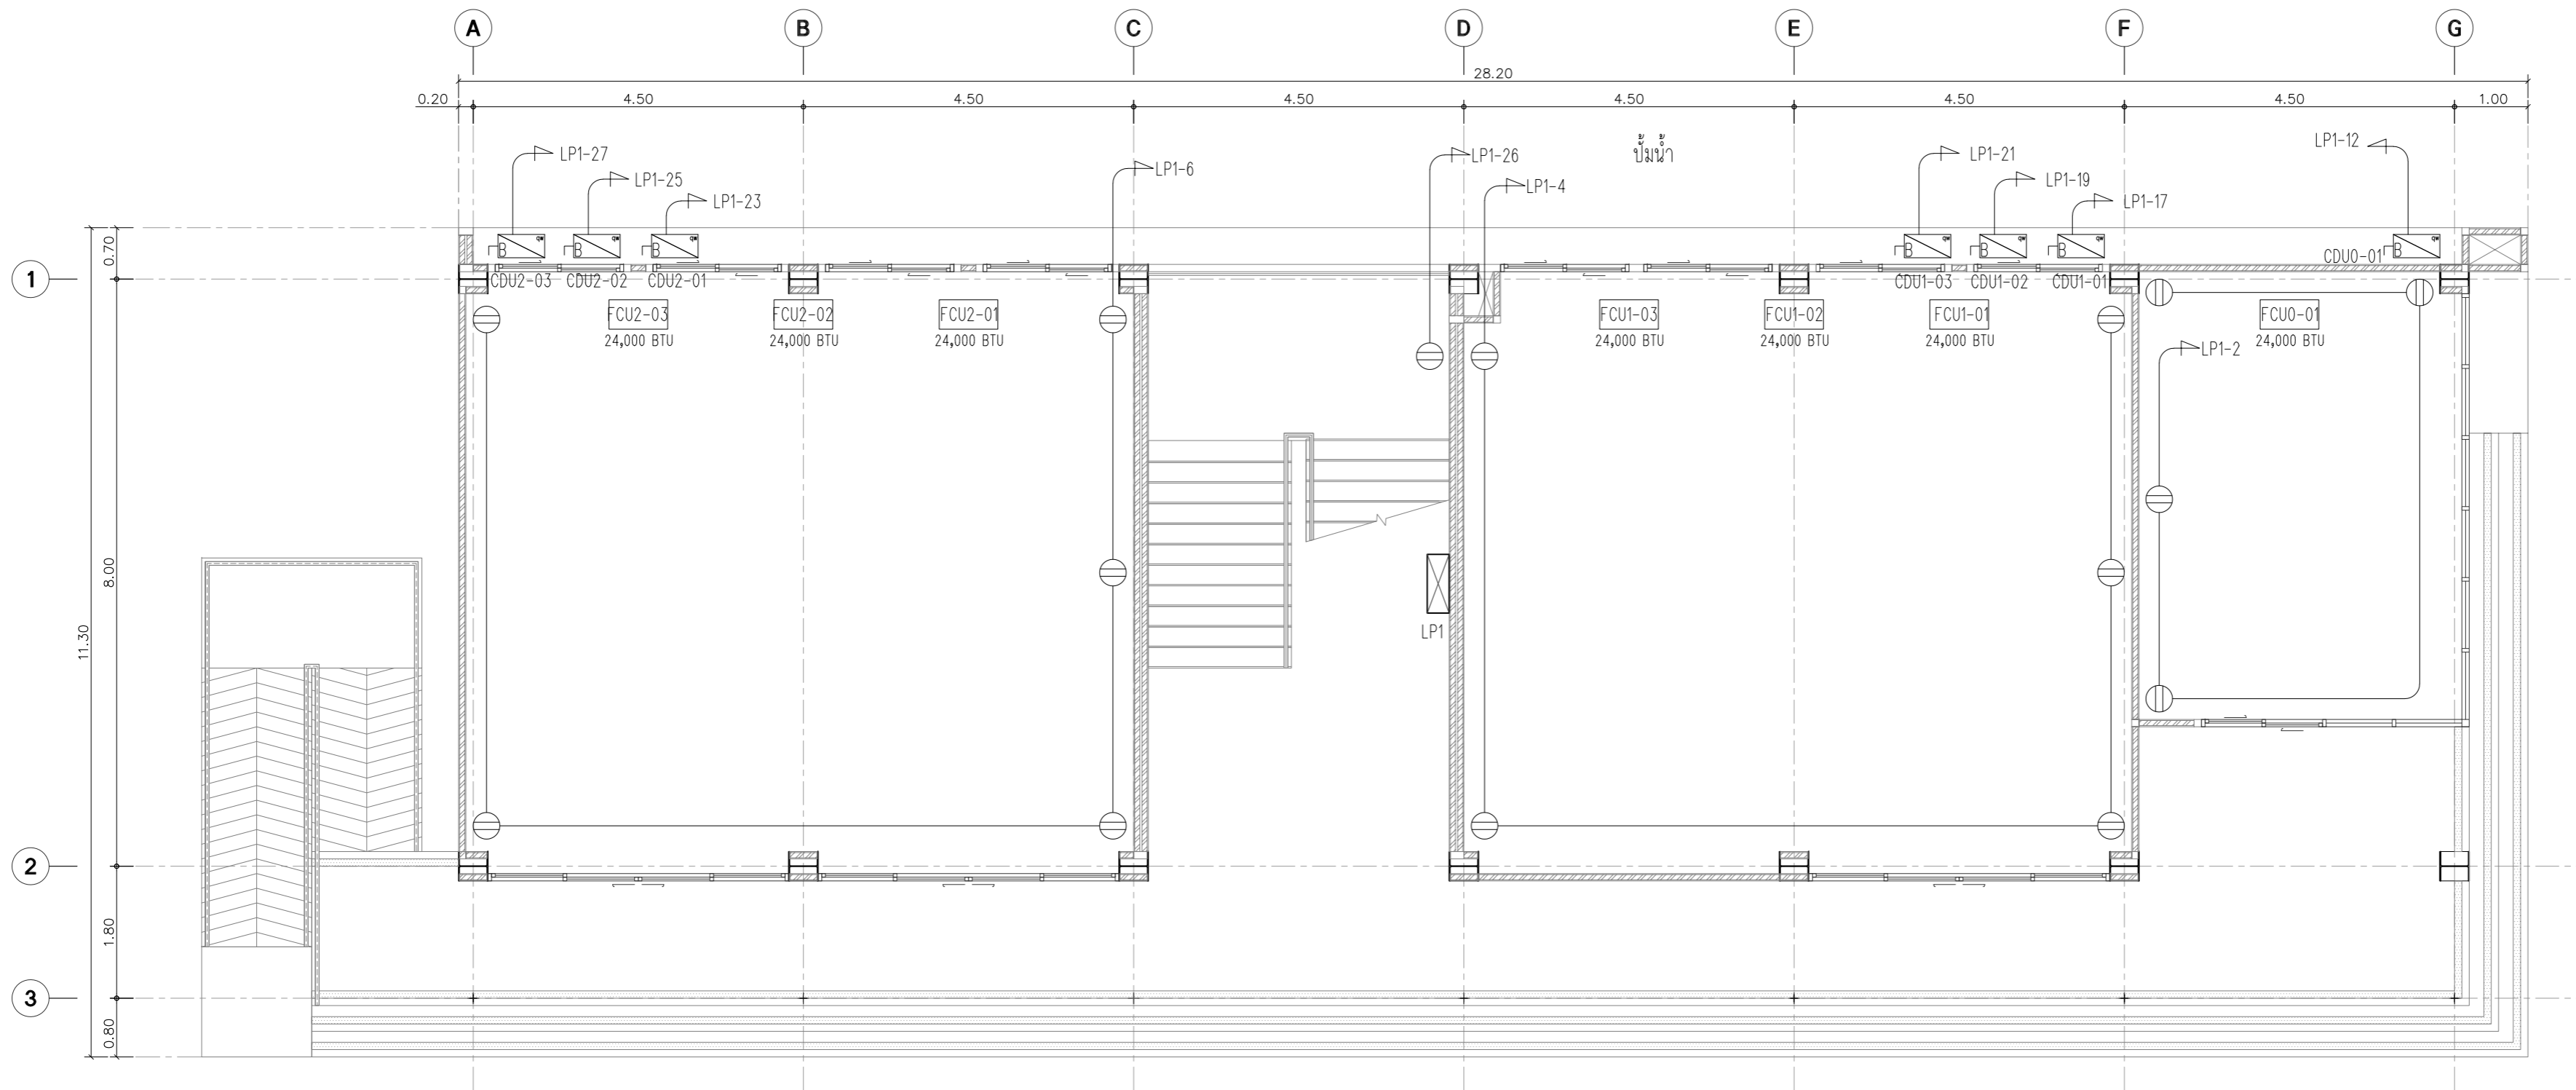 A B C D E F G
28.20
0.20 4.50 4.50 4.50 4.50 4.50 4.50 1.00
ปั๊มน้ำ
LP1-27 LP1-6 LP1-26 LP1-21 LP1-12
LP1-25 LP1-4 LP1-19
LP1-23 LP1-17
0.70
B B B B B B B
CDU0-01
1
CDU2-03 CDU2-02 CDU2-01 CDU1-03 CDU1-02 CDU1-01
FCU2-03 FCU2-02 FCU2-01 FCU1-03 FCU1-02 FCU1-01 FCU0-01
24,000 BTU 24,000 BTU 24,000 BTU 24,000 BTU 24,000 BTU 24,000 BTU 24,000 BTU
LP1-2
8.00
11.30
LP1
2
1.80
3
0.80